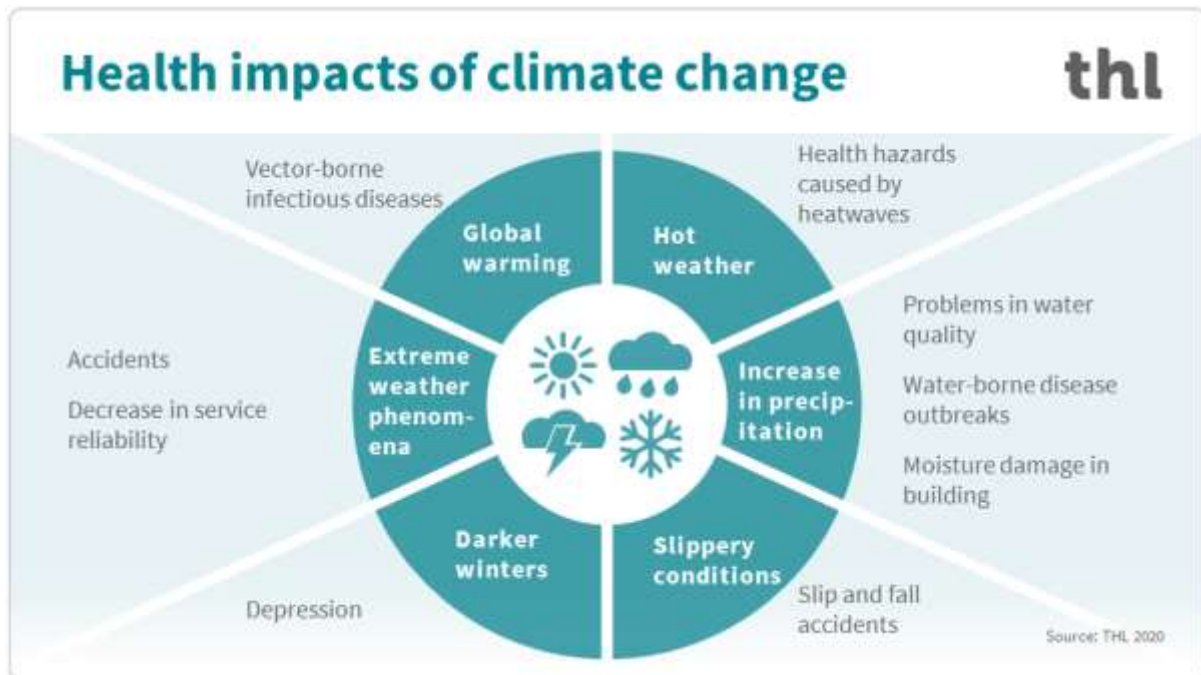 Health impacts of climate change
thl
Vector-borne
infectious diseases
Global
warming
Hot
weather
Health hazards
caused by
heatwaves
Accidents
Decrease in service
reliability
Extreme
weather
phenom-
ena
Increase
in precip-
itation
Problems in water
quality
Water-borne disease
outbreaks
Moisture damage in
building
Depression
Darker
winters
Slippery
conditions
Slip and fall
accidents
Source: THL 2020